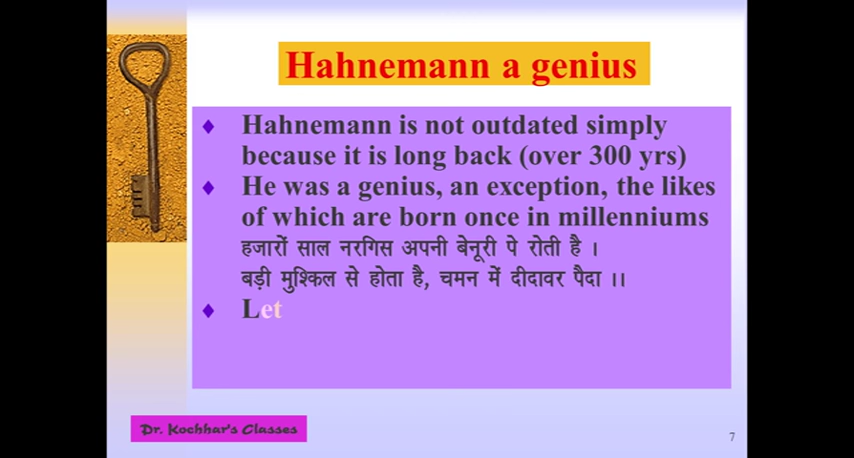 Hahnemann a genius
Hahnemann is not outdated simply
because it is long back (over 300 yrs)
He was a genius, an exception, the likes
of which are born once in millenniums
हजारों साल नरगिस अपनी बेनूरी पे रोती है ।
बड़ी मुश्किल से होता है, चमन में दीदावर पैदा ।।
Let
Dr. Kochhar's Classes
7